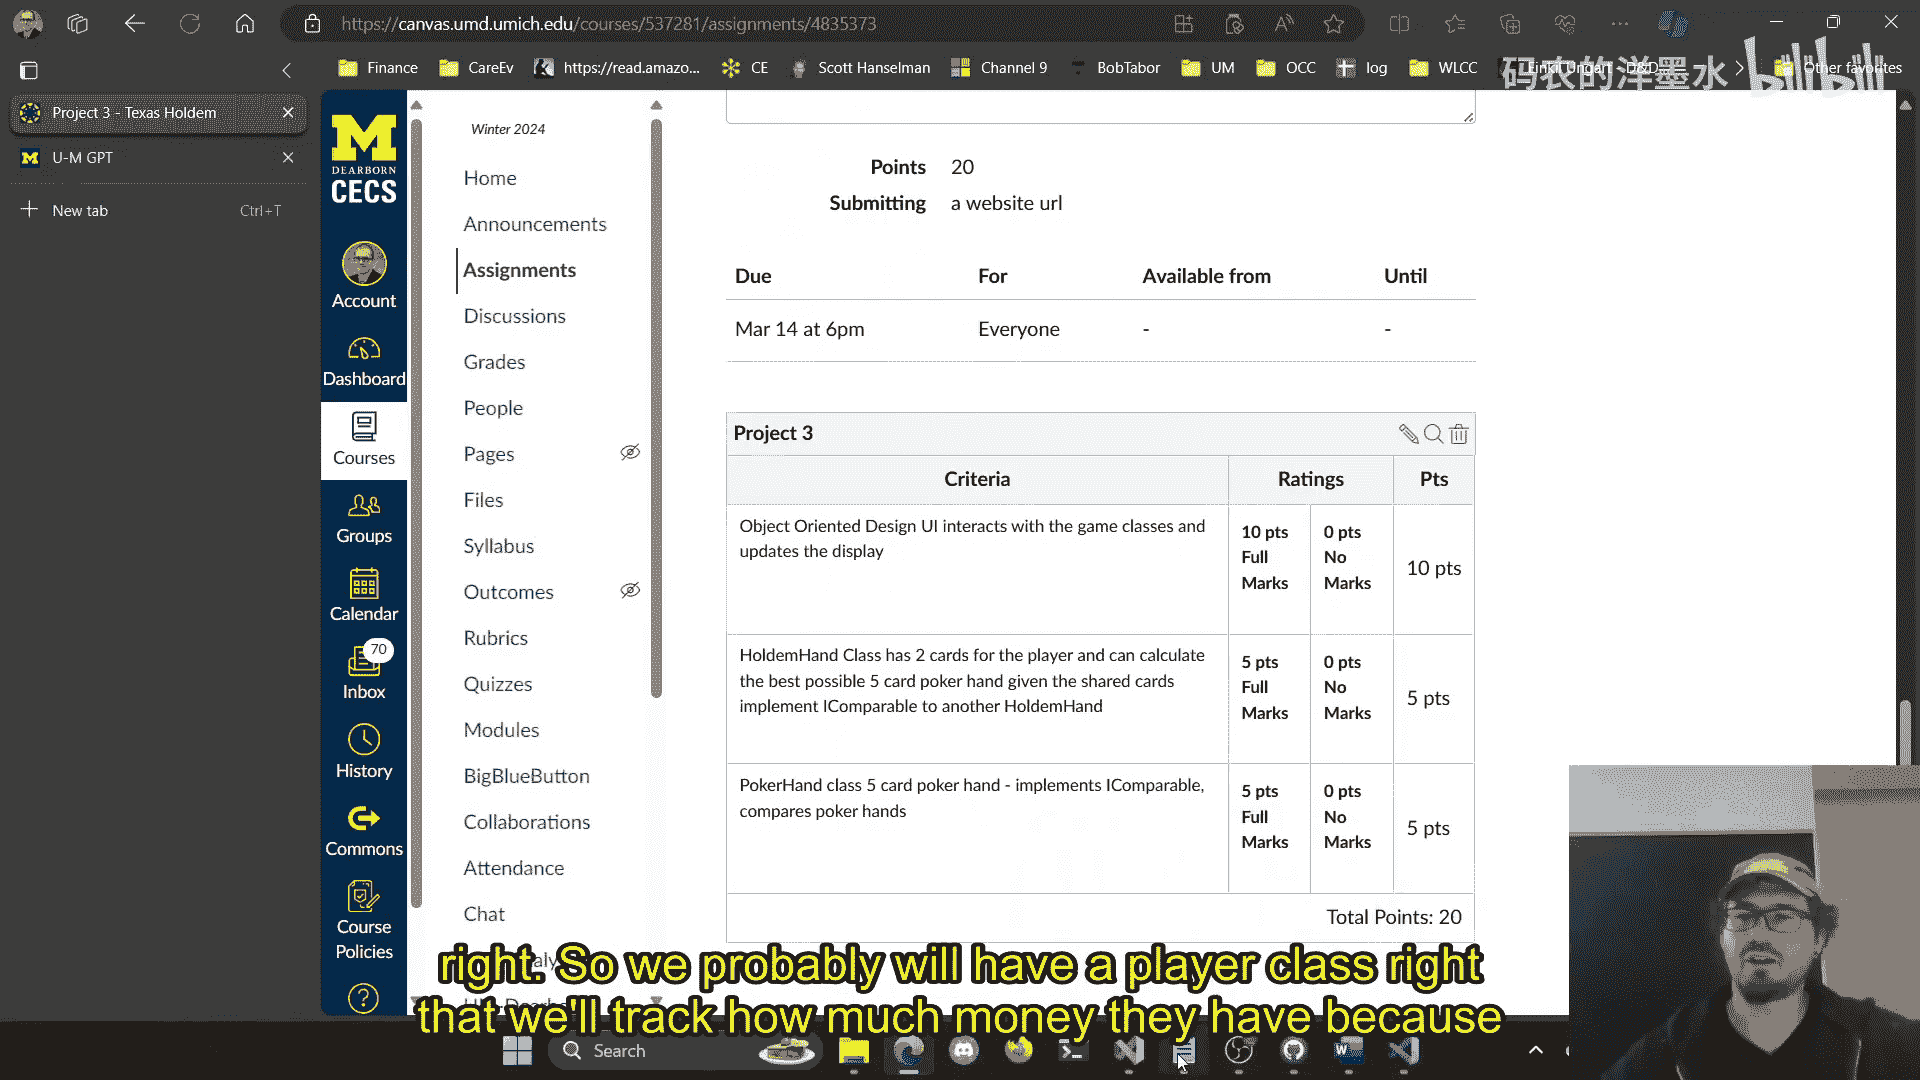 https://canvas.umd.umich.edu/courses/537281/assignments/4835373
Finance
CareEv
https://read.amazo...
CE
Scott Hanselman
Channel 9
BobTabor
UM
OCC
log
WLCC
Other favorites
码农的洋墨水
bilibili
Project 3 - Texas Holdem
U-M GPT
New tab
Ctrl+T
M
DEARBORN
CECS
Account
Dashboard
Courses
Groups
Calendar
70
Inbox
History
Commons
Course
Policies
Winter 2024
Home
Announcements
Assignments
Discussions
Grades
People
Pages
Files
Syllabus
Outcomes
Rubrics
Quizzes
Modules
BigBlueButton
Collaborations
Attendance
Chat
Points 20
Submitting a website url
Due For Available from Until
Mar 14 at 6pm Everyone - -
Project 3
Criteria Ratings Pts
Object Oriented Design UI interacts with the game classes and
updates the display
10 pts
Full
Marks
0 pts
No
Marks
10 pts
HoldemHand Class has 2 cards for the player and can calculate
the best possible 5 card poker hand given the shared cards
implement IComparable to another HoldemHand
5 pts
Full
Marks
0 pts
No
Marks
5 pts
PokerHand class 5 card poker hand - implements IComparable,
compares poker hands
5 pts
Full
Marks
0 pts
No
Marks
5 pts
Total Points: 20
right. So we probably will have a player class right
that we'll track how much money they have because
Search